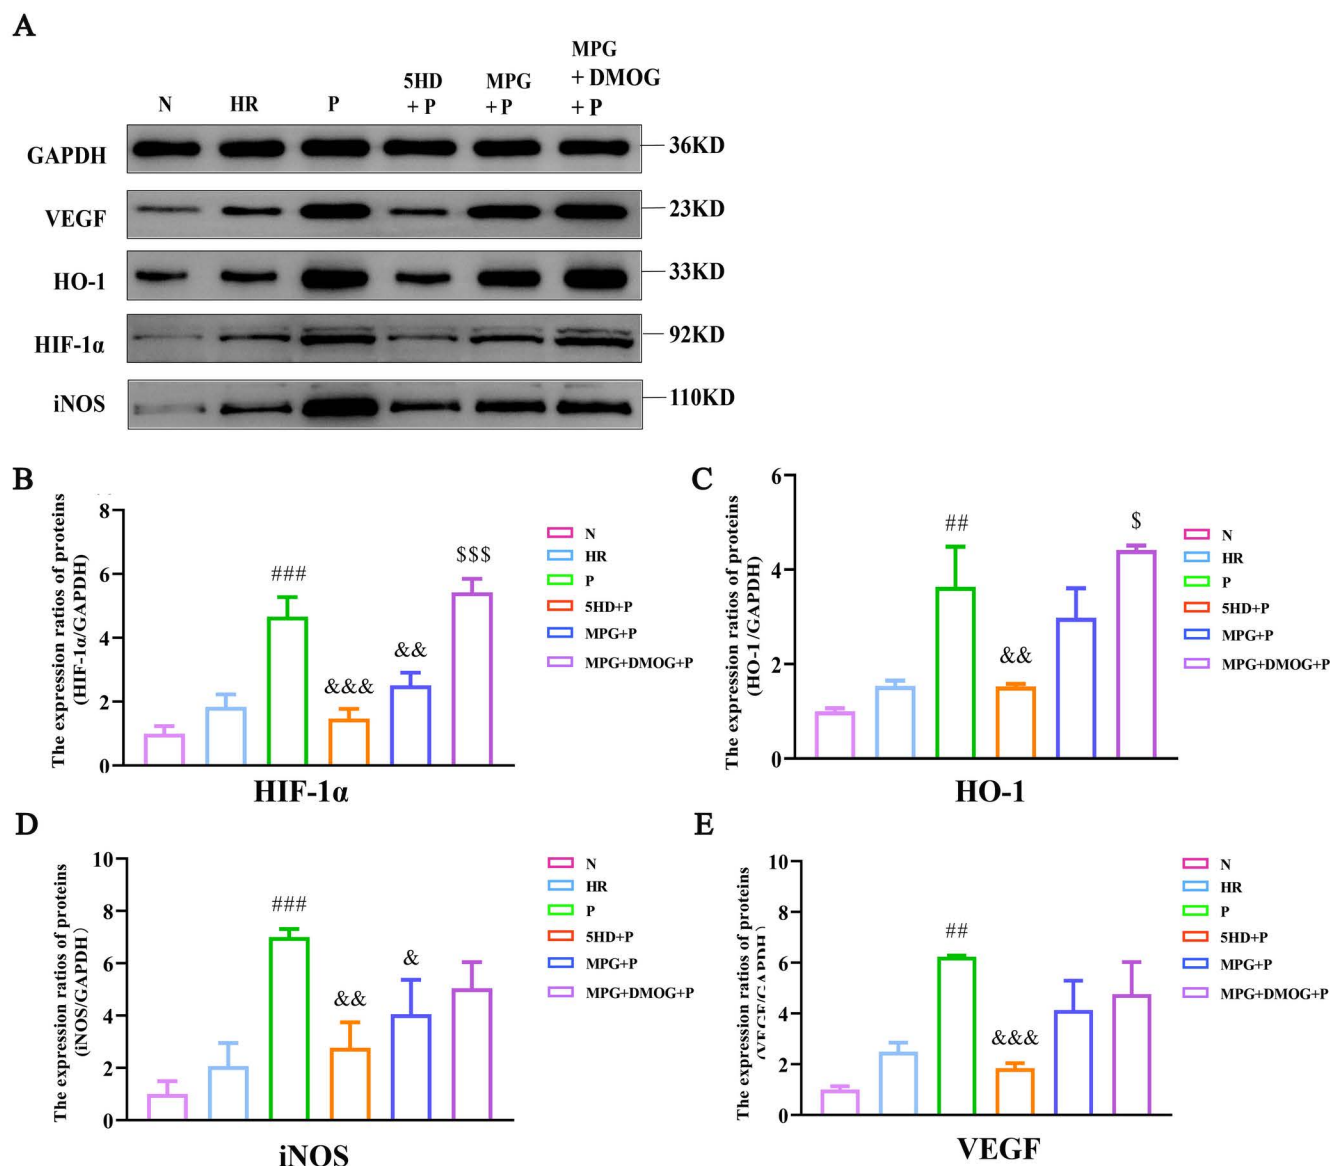 A
N HR P 5HD + P MPG + P MPG + DMOG + P
GAPDH 36KD
VEGF 23KD
HO-1 33KD
HIF-1α 92KD
iNOS 110KD
B
The expression ratios of proteins
(HIF-1α/GAPDH)
8
6
4
2
0
###
&&&
&&
$$$
N
HR
P
5HD+P
MPG+P
MPG+DMOG+P
HIF-1α
C
The expression ratios of proteins
(HO-1/GAPDH)
6
4
2
0
##
&&
$
N
HR
P
5HD+P
MPG+P
MPG+DMOG+P
HO-1
D
The expression ratios of proteins
(iNOS/GAPDH)
10
8
6
4
2
0
###
&&
&
N
HR
P
5HD+P
MPG+P
MPG+DMOG+P
iNOS
E
The expression ratios of proteins
(VEGF/GAPDH)
10
8
6
4
2
0
##
&&&
N
HR
P
5HD+P
MPG+P
MPG+DMOG+P
VEGF